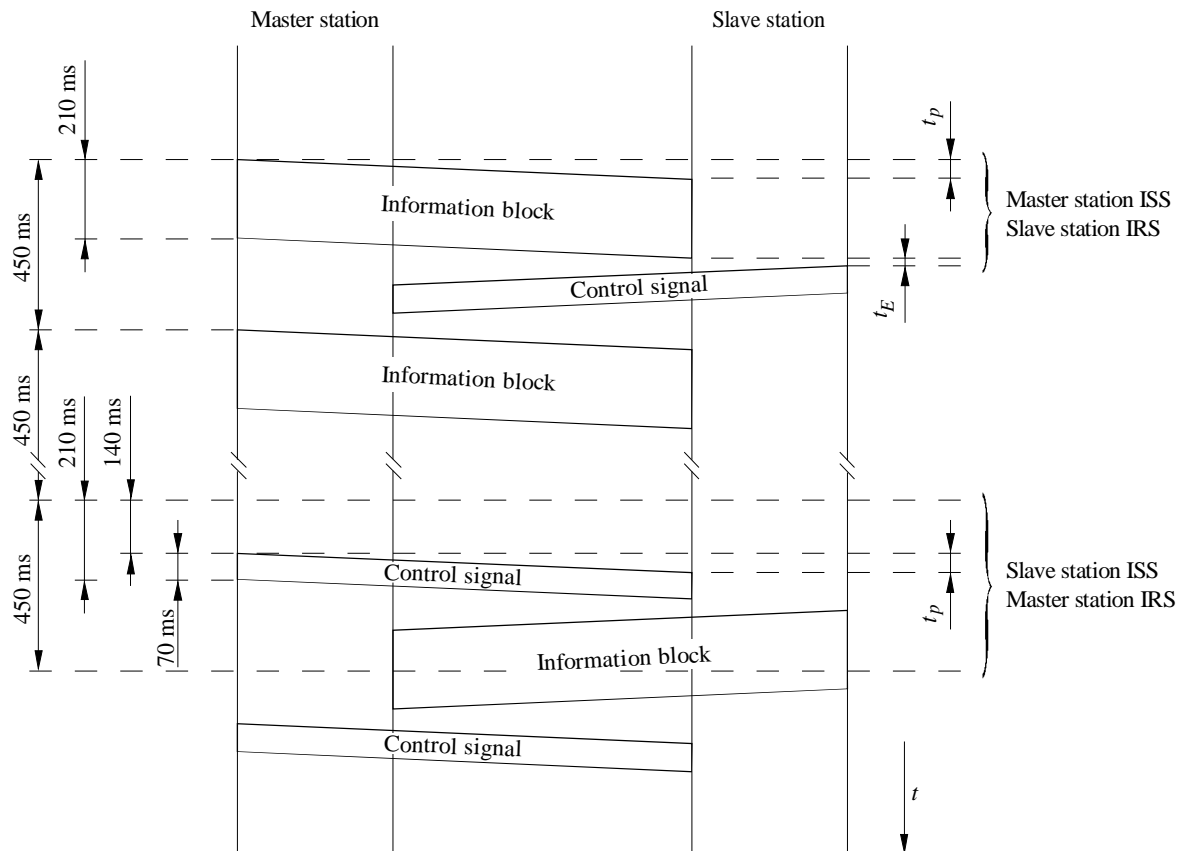 Master station
Slave station
210 ms
t_p
Information block
Master station ISS
Slave station IRS
450 ms
Control signal
t_E
Information block
450 ms
210 ms
140 ms
Control signal
450 ms
70 ms
t_p
Slave station ISS
Master station IRS
Information block
Control signal
t